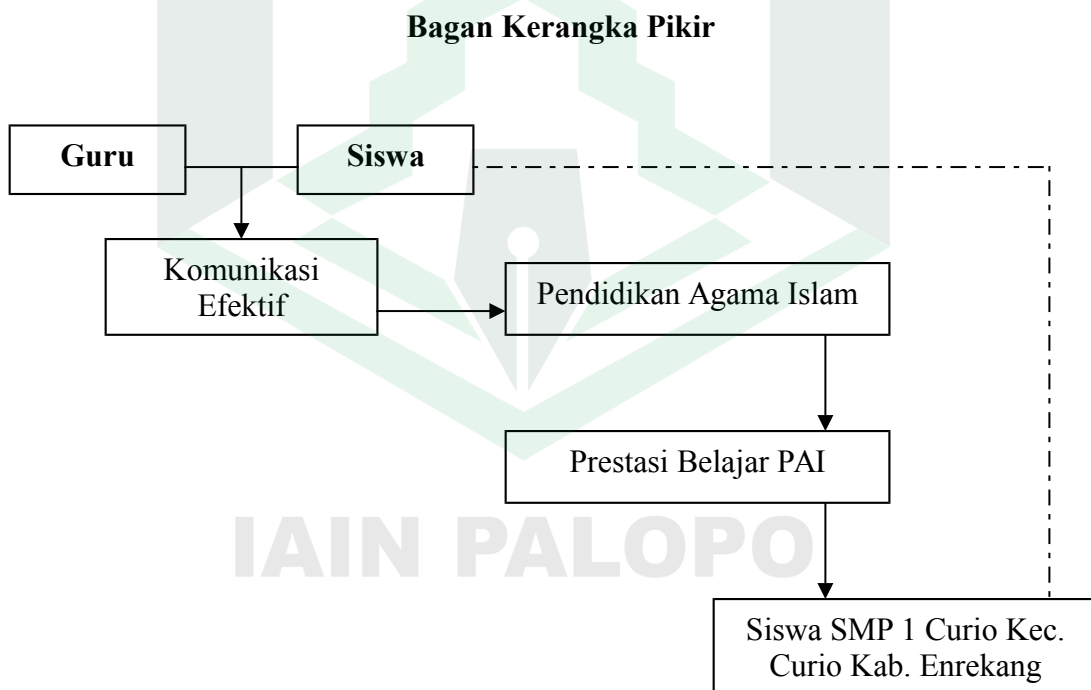 Bagan Kerangka Pikir
Guru
Siswa
Komunikasi
Efektif
Pendidikan Agama Islam
Prestasi Belajar PAI
IAIN PALOPO
Siswa SMP 1 Curio Kec.
Curio Kab. Enrekang